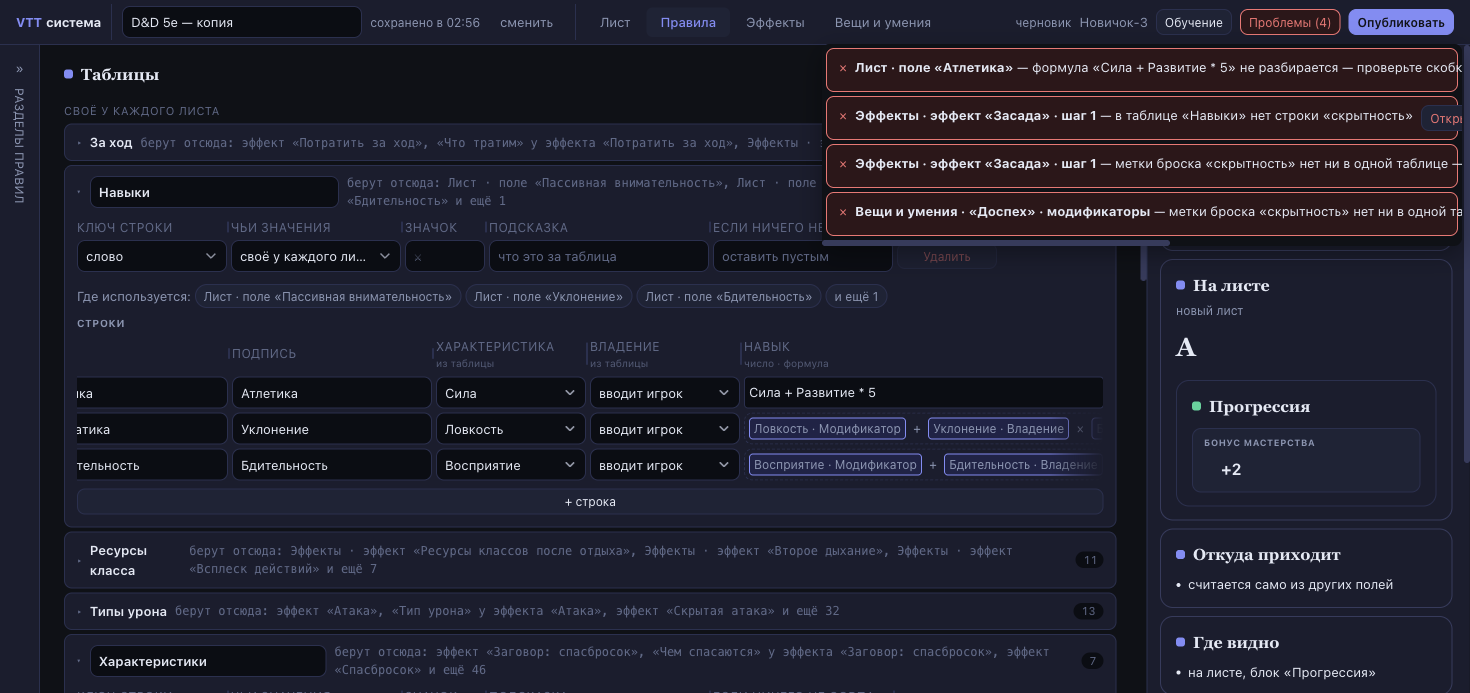 VTT система
D&D 5e — копия
сохранено в 02:56
сменить
Лист
Правила
Эффекты
Вещи и умения
черновик
Новичок-3
Обучение
Проблемы (4)
Опубликовать
»
РАЗДЕЛЫ ПРАВИЛ
Таблицы
СВОЁ У КАЖДОГО ЛИСТА
За ход
берут отсюда: эффект «Потратить за ход», «Что тратим» у эффекта «Потратить за ход», Эффекты ·
× Лист · поле «Атлетика» — формула «Сила + Развитие * 5» не разбирается — проверьте скобк
× Эффекты · эффект «Засада» · шаг 1 — в таблице «Навыки» нет строки «скрытность»
Откры
× Эффекты · эффект «Засада» · шаг 1 — метки броска «скрытность» нет ни в одной таблице —
× Вещи и умения · «Доспех» · модификаторы — метки броска «скрытность» нет ни в одной та
Навыки
берут отсюда: Лист · поле «Пассивная внимательность», Лист · поле
«Бдительность» и ещё 1
КЛЮЧ СТРОКИ
ЧЬИ ЗНАЧЕНИЯ
ЗНАЧОК
ПОДСКАЗКА
ЕСЛИ НИЧЕГО НЕ
слово
своё у каждого ли...
⚔
что это за таблица
оставить пустым
Удалить
Где используется:
Лист · поле «Пассивная внимательность»
Лист · поле «Уклонение»
Лист · поле «Бдительность»
и ещё 1
СТРОКИ
ПОДПИСЬ
ХАРАКТЕРИСТИКА
из таблицы
ВЛАДЕНИЕ
из таблицы
НАВЫК
число · формула
ика
Атлетика
Сила
вводит игрок
Сила + Развитие * 5
атика
Уклонение
Ловкость
вводит игрок
Ловкость · Модификатор + Уклонение · Владение ×
тельность
Бдительность
Восприятие
вводит игрок
Восприятие · Модификатор + Бдительность · Владение
+ строка
Ресурсы
класса
берут отсюда: Эффекты · эффект «Ресурсы классов после отдыха», Эффекты · эффект «Второе дыхание», Эффекты · эффект
«Всплеск действий» и ещё 7
11
Типы урона
берут отсюда: эффект «Атака», «Тип урона» у эффекта «Атака», эффект «Скрытая атака» и ещё 32
13
Характеристики
берут отсюда: эффект «Заговор: спасбросок», «Чем спасаются» у эффекта «Заговор: спасбросок», эффект
«Спасбросок» и ещё 46
7
На листе
новый лист
А
Прогрессия
БОНУС МАСТЕРСТВА
+2
Откуда приходит
• считается само из других полей
Где видно
• на листе, блок «Прогрессия»